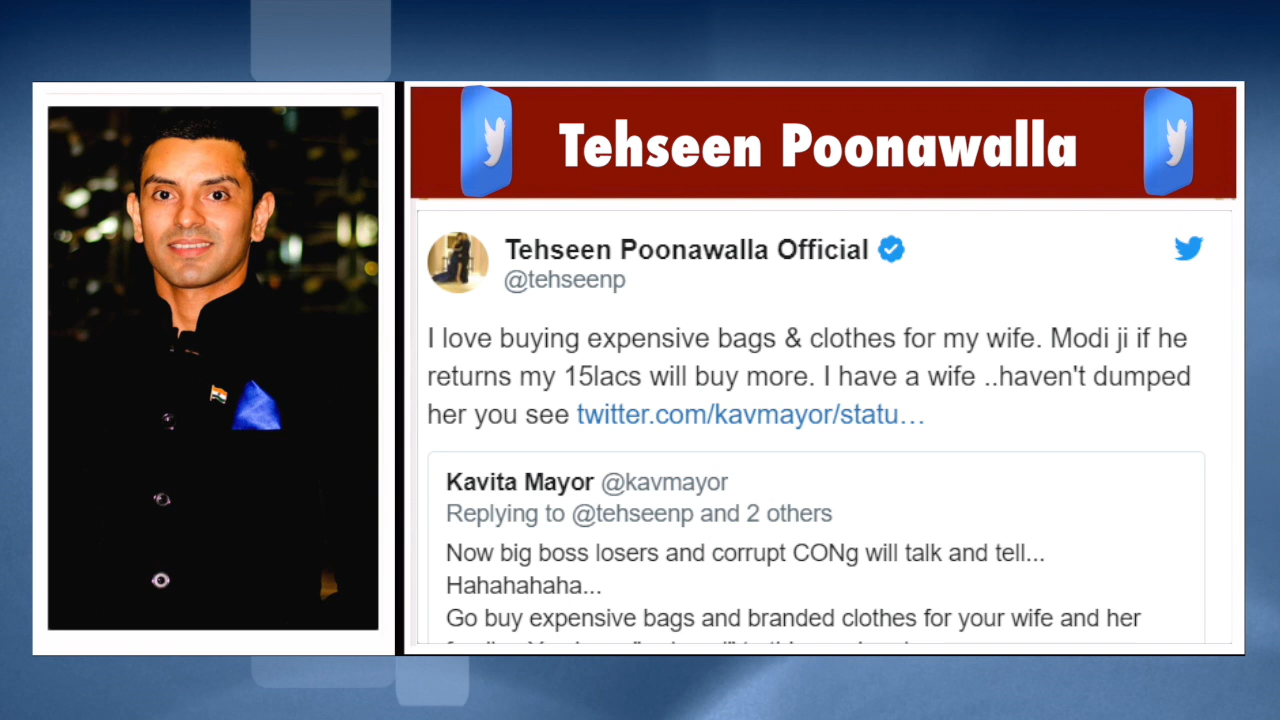 Tehseen Poonawalla
Tehseen Poonawalla Official
@tehseenp
I love buying expensive bags & clothes for my wife. Modi ji if he
returns my 15lacs will buy more. I have a wife ..haven't dumped
her you see twitter.com/kavmayor/statu…
Kavita Mayor @kavmayor
Replying to @tehseenp and 2 others
Now big boss losers and corrupt CONg will talk and tell...
Hahahahaha...
Go buy expensive bags and branded clothes for your wife and her